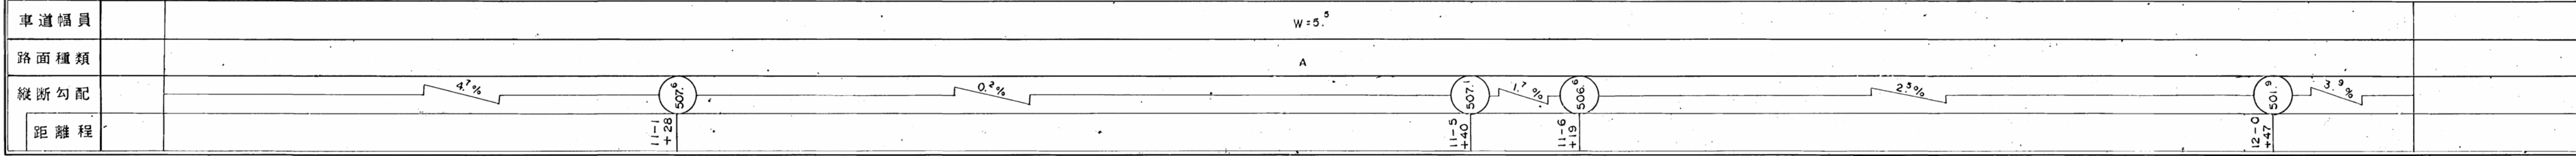 車道幅員 W=5.⁵
路面種類 A
縦断勾配 4.⁷% 507.⁶ 0.²% 507.¹ 1.⁷% 506.⁶ 2.⁵% 501.⁹ 3.⁹%
距離程 11-1 11-5 11-6 12-0
+28 +40 +19 +47